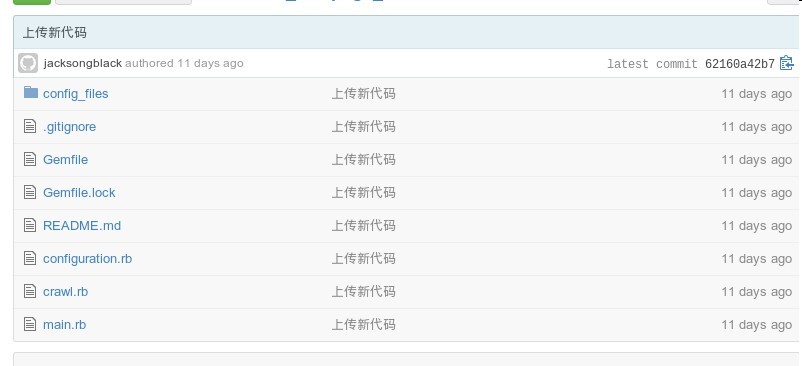 上传新代码
jacksongblack authored 11 days ago latest commit 62160a42b7
config_files 上传新代码 11 days ago
.gitignore 上传新代码 11 days ago
Gemfile 上传新代码 11 days ago
Gemfile.lock 上传新代码 11 days ago
README.md 上传新代码 11 days ago
configuration.rb 上传新代码 11 days ago
crawl.rb 上传新代码 11 days ago
main.rb 上传新代码 11 days ago